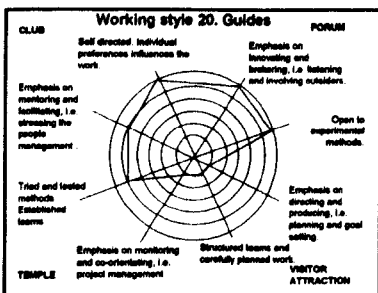 Working style 20. Guides
CLUB
FORUM
Self directed. Individual
preferences influences the
work.
Emphasis on
innovating and
brokering, i.e listening
and involving outsiders.
Emphasis on
mentoring and
facilitating, i.e.
stressing the
people
management .
Open to
experimental
methods.
Tried and tested
methods
Established
teams
Emphasis on
directing and
producing, i.e.
planning and goal
setting.
Emphasis on monitoring
and co-orientating, i.e.
project management
Structured teams and
carefully planned work.
TEMPLE
VISITOR
ATTRACTION